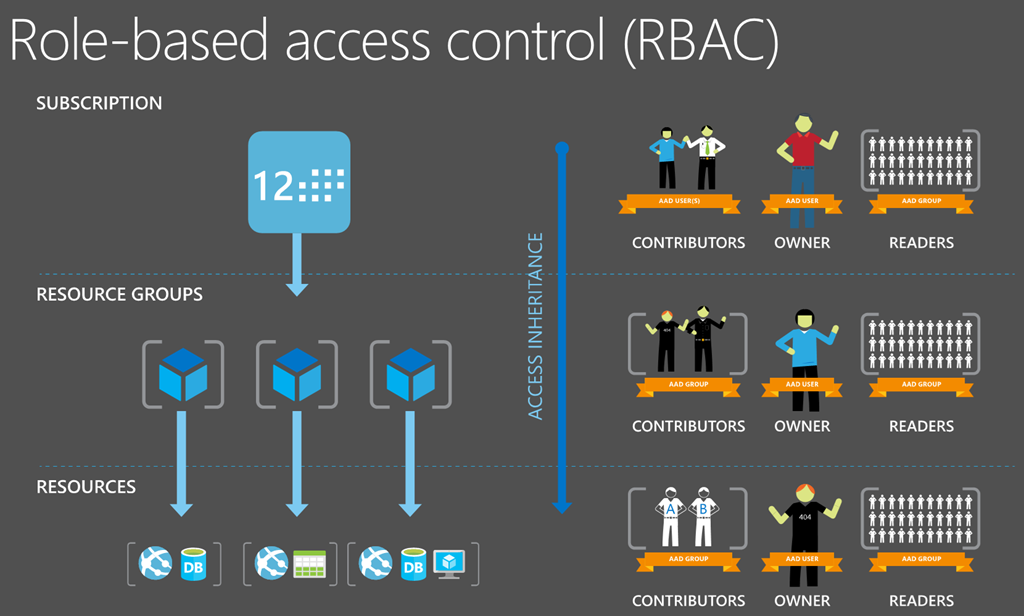 Role-based access control (RBAC)
SUBSCRIPTION
12
AAD USER(S)
AAD USER
AAD GROUP
CONTRIBUTORS
OWNER
READERS
ACCESS INHERITANCE
RESOURCE GROUPS
404
AAD GROUP
AAD USER
AAD GROUP
CONTRIBUTORS
OWNER
READERS
RESOURCES
DB
DB
A
B
404
AAD GROUP
AAD USER
AAD GROUP
CONTRIBUTORS
OWNER
READERS